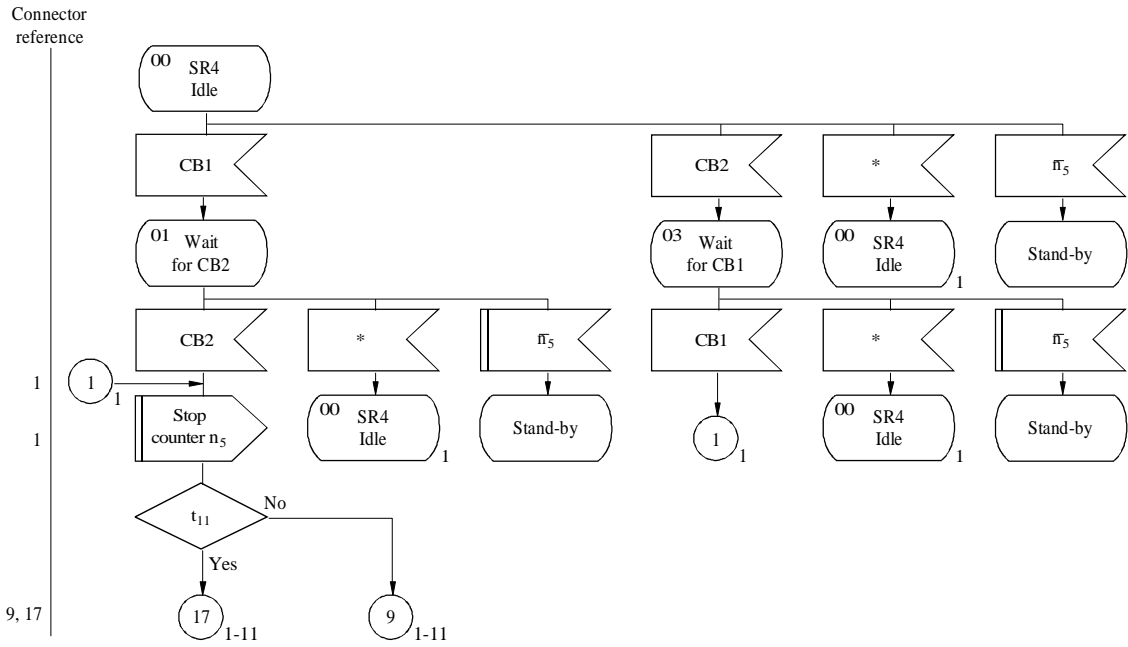 Connector
reference
00 SR4
Idle
CB1
CB2
*
n̅5
01 Wait
for CB2
03 Wait
for CB1
00 SR4
Idle
1
Stand-by
CB2
*
n̅5
CB1
*
n̅5
1
1
1
1
Stop
counter n5
00 SR4
Idle
1
Stand-by
1
1
00 SR4
Idle
1
Stand-by
t11
No
Yes
9, 17
17
1-11
9
1-11